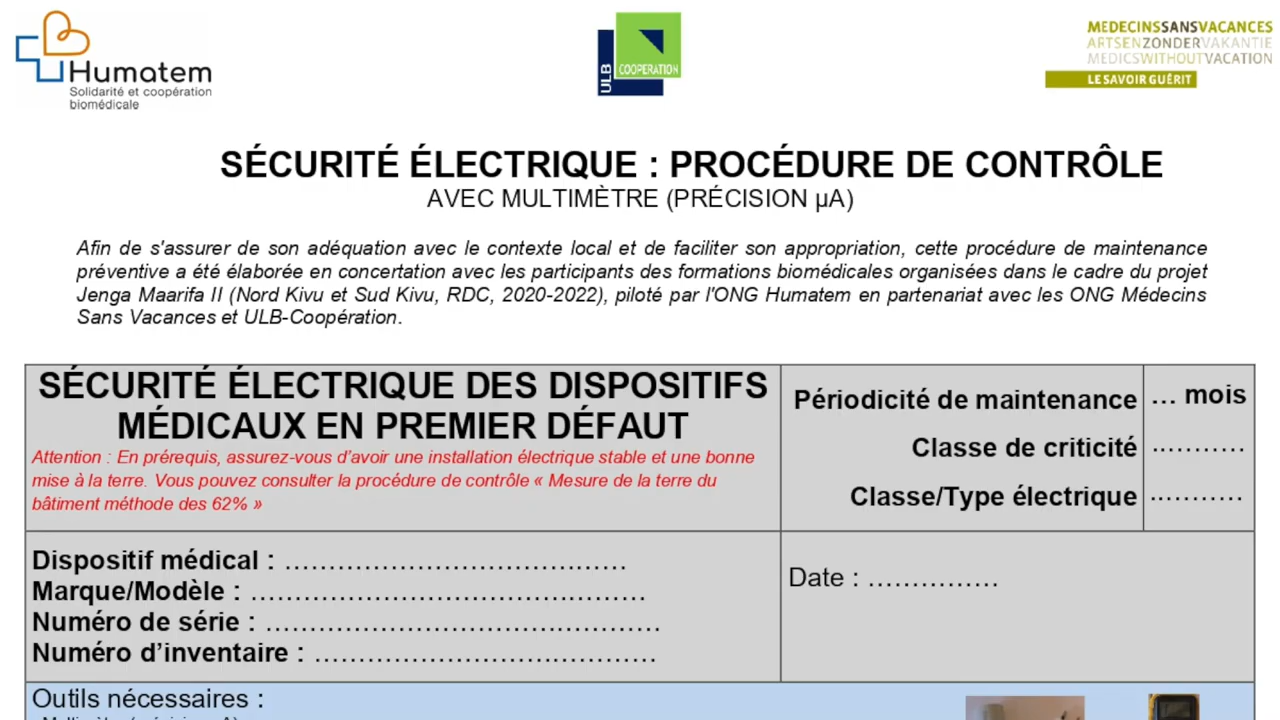 Humatem
Solidarité et coopération
biomédicale
ULB
COOPERATION
MEDECINSSANSVACANCES
ARTSENZONDERVAKANTIE
MEDICSWITHOUTVACATION
LE SAVOIR GUÉRIT
SÉCURITÉ ÉLECTRIQUE : PROCÉDURE DE CONTRÔLE
AVEC MULTIMÈTRE (PRÉCISION µA)
Afin de s'assurer de son adéquation avec le contexte local et de faciliter son appropriation, cette procédure de maintenance
préventive a été élaborée en concertation avec les participants des formations biomédicales organisées dans le cadre du projet
Jenga Maarifa II (Nord Kivu et Sud Kivu, RDC, 2020-2022), piloté par l'ONG Humatem en partenariat avec les ONG Médecins
Sans Vacances et ULB-Coopération.
SÉCURITÉ ÉLECTRIQUE DES DISPOSITIFS
MÉDICAUX EN PREMIER DÉFAUT
Attention : En prérequis, assurez-vous d’avoir une installation électrique stable et une bonne
mise à la terre. Vous pouvez consulter la procédure de contrôle « Mesure de la terre du
bâtiment méthode des 62% »
Périodicité de maintenance … mois
Classe de criticité ..………
Classe/Type électrique ..………
Dispositif médical : ……………………………..……
Marque/Modèle : ……………………………..………
Numéro de série : ……………………………..………
Numéro d’inventaire : ……………………..…………
Date : ……………
Outils nécessaires :